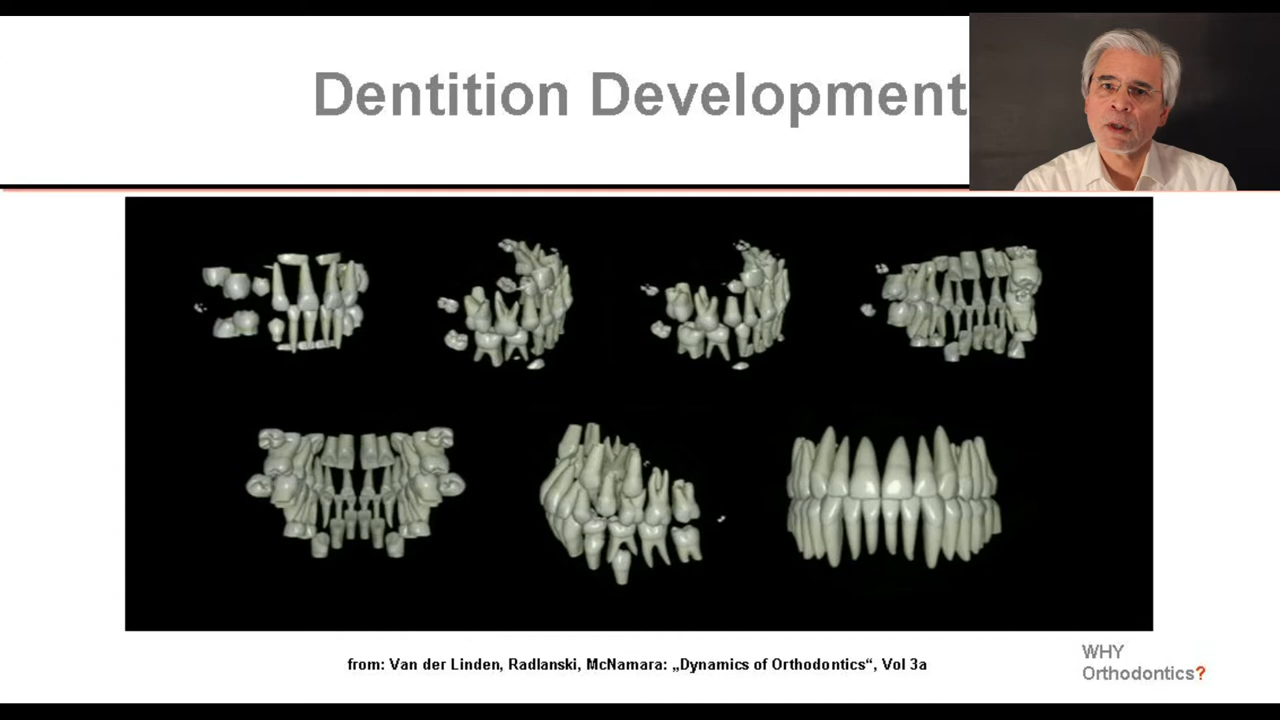 Dentition Development
from: Van der Linden, Radlanski, McNamara: „Dynamics of Orthodontics“, Vol 3a
WHY
Orthodontics?